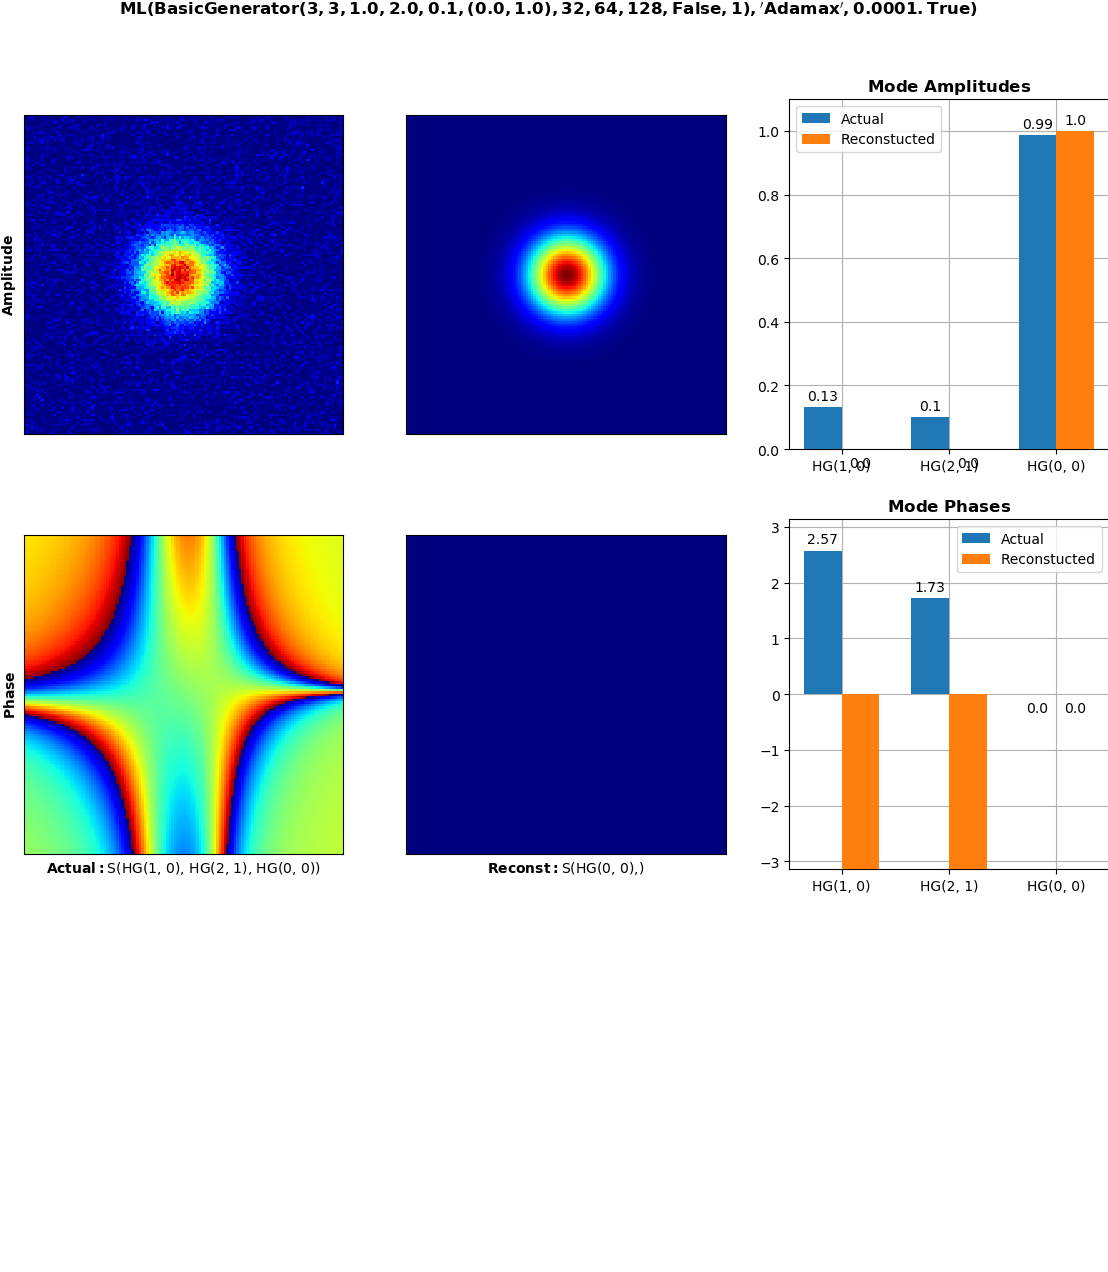 ML(BasicGenerator(3, 3, 1.0, 2.0, 0.1, (0.0, 1.0), 32, 64, 128, False, 1), 'Adamax', 0.0001. True)
Amplitude
Mode Amplitudes
Actual
Reconstucted
1.0
0.8
0.6
0.4
0.2
0.0
0.13
0.0
0.1
0.0
0.99
1.0
HG(1, 0)
HG(2, 1)
HG(0, 0)
Phase
Actual: S(HG(1, 0), HG(2, 1), HG(0, 0))
Reconst: S(HG(0, 0),)
Mode Phases
Actual
Reconstucted
3
2
1
0
−1
−2
−3
2.57
1.73
0.0
0.0
HG(1, 0)
HG(2, 1)
HG(0, 0)